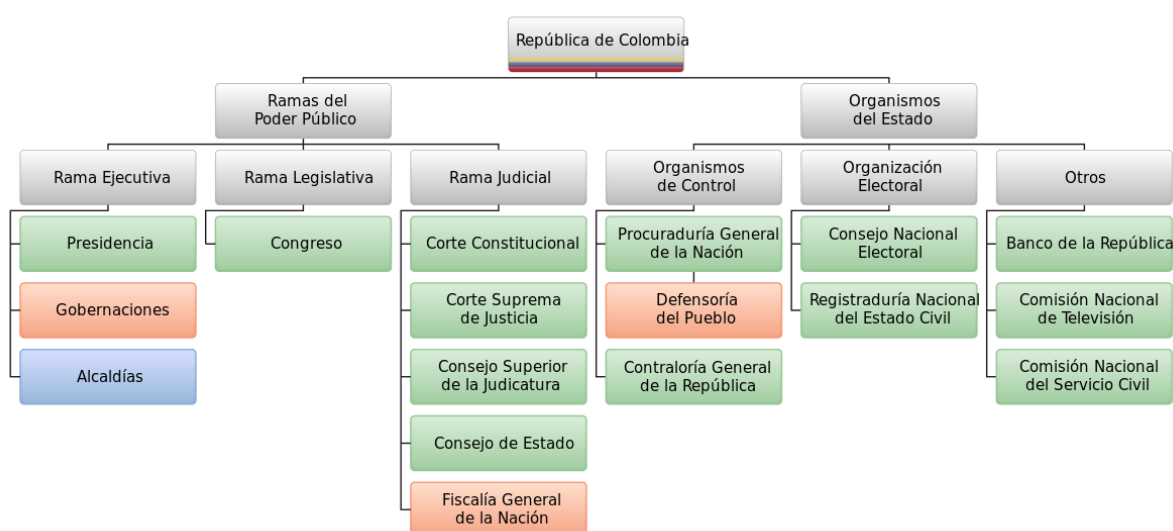 República de Colombia
Ramas del
Poder Público
Organismos
del Estado
Rama Ejecutiva
Rama Legislativa
Rama Judicial
Organismos
de Control
Organización
Electoral
Otros
Presidencia
Gobernaciones
Alcaldías
Congreso
Corte Constitucional
Corte Suprema
de Justicia
Consejo Superior
de la Judicatura
Consejo de Estado
Fiscalía General
de la Nación
Procuraduría General
de la Nación
Defensoría
del Pueblo
Contraloría General
de la República
Consejo Nacional
Electoral
Registraduría Nacional
del Estado Civil
Banco de la República
Comisión Nacional
de Televisión
Comisión Nacional
del Servicio Civil